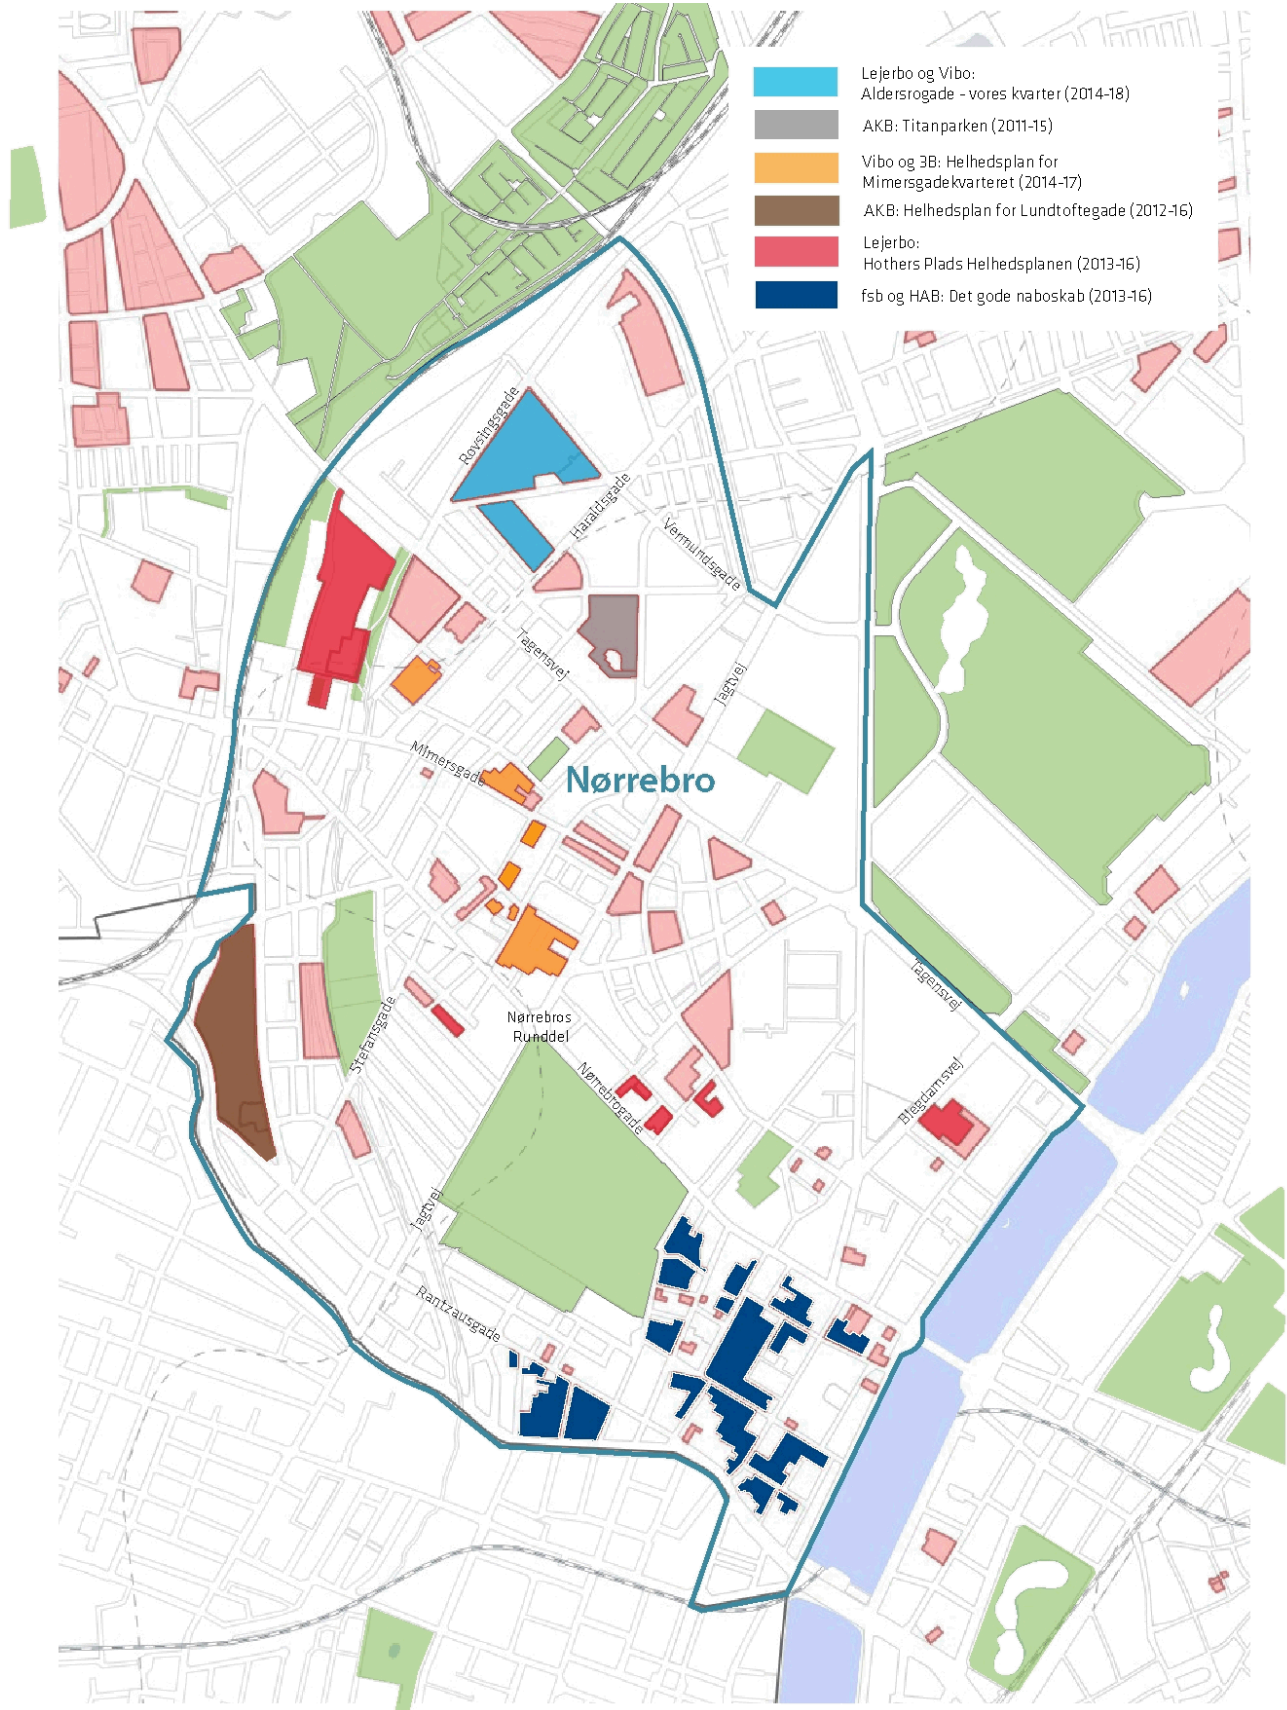 Lejerbo og Vibo:
Aldersrogade - vores kvarter (2014-18)
AKB: Titanparken (2011-15)
Vibo og 3B: Helhedsplan for
Mimersgadekvarteret (2014-17)
AKB: Helhedsplan for Lundtoftegade (2012-16)
Lejerbo:
Hothers Plads Helhedsplanen (2013-16)
fsb og HAB: Det gode naboskab (2013-16)
Rovsingsgade
Haraldsgade
Vermundsgade
Tagensvej
Jagtvej
Mimersgade
Nørrebro
Tagensvej
Stefansgade
Nørrebros
Runddel
Nørrebrogade
Blegdamsvej
Jagtvej
Rantzausgade